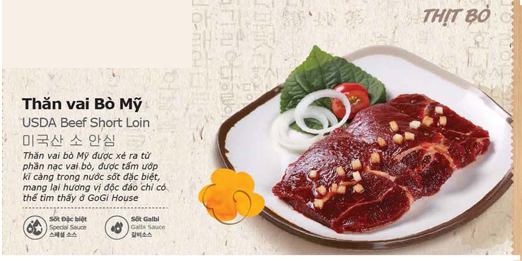 THỊT BÒ
Thăn vai Bò Mỹ
USDA Beef Short Loin
미국산 소 안심
Thăn vai bò Mỹ được xẻ ra từ
phần nạc vai bò, được tẩm ướp
kĩ càng trong nước sốt đặc biệt,
mang lại hương vị độc đáo chỉ có
thể tìm thấy ở GoGi House
Sốt Đặc biệt
Special Sauce
스페셜 소스
Sốt Galbi
Galbi Sauce
갈비소스